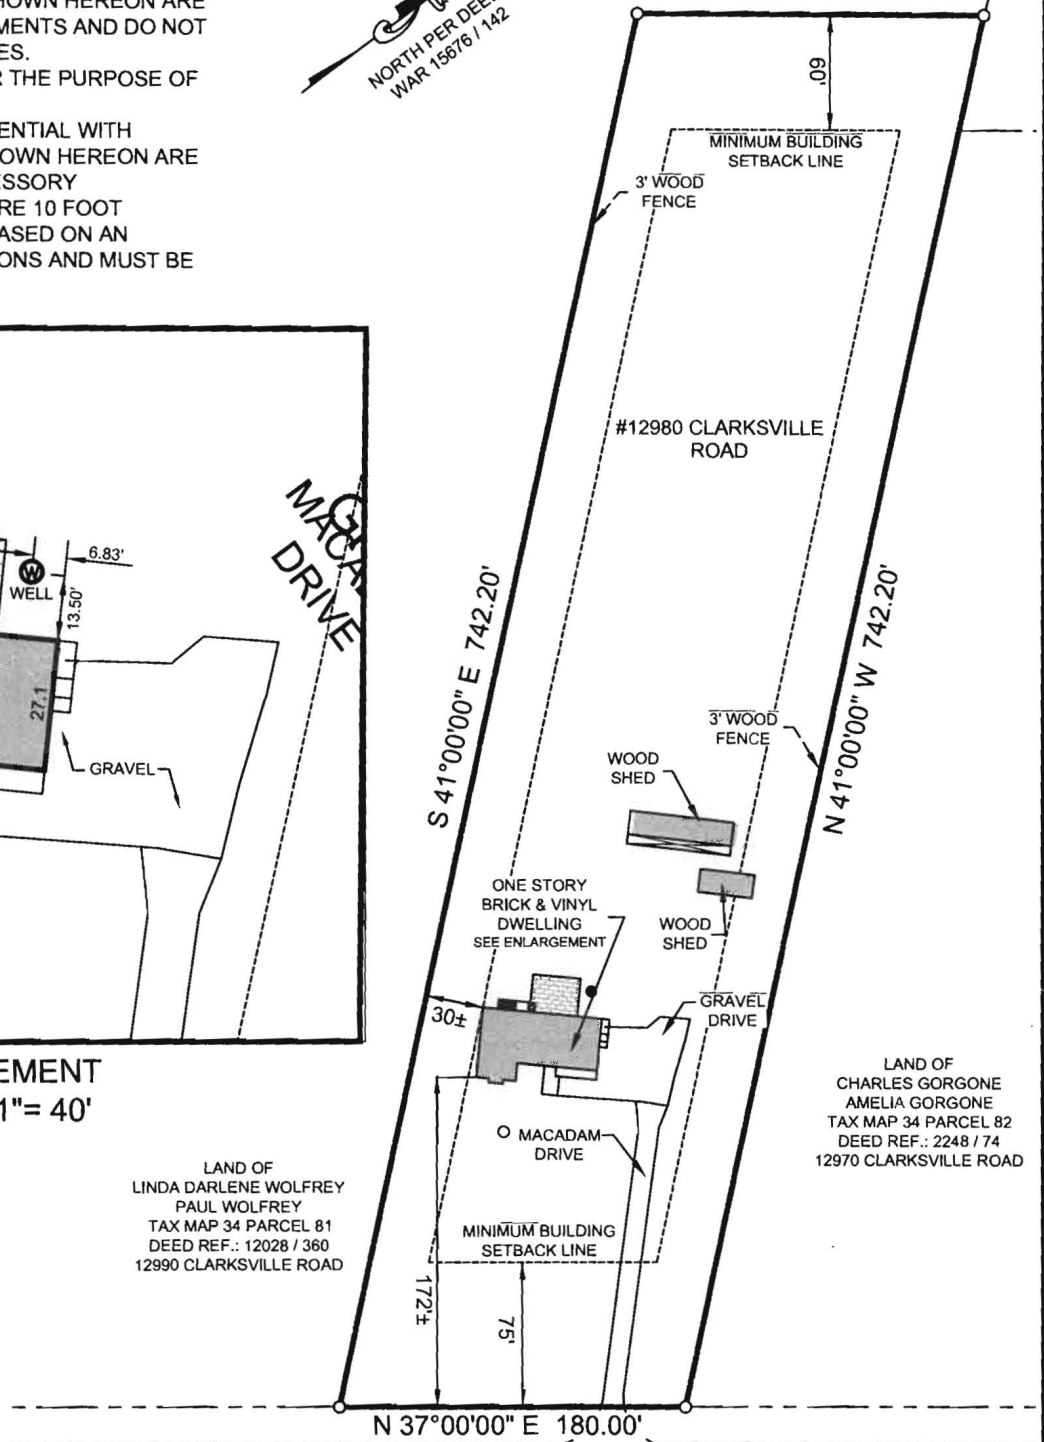 OWN HEREON ARE
MENTS AND DO NOT
ES.
R THE PURPOSE OF
ENTIAL WITH
OWN HEREON ARE
ESSORY
RE 10 FOOT
ASED ON AN
ONS AND MUST BE
NORTH PER DEED
WAR 15676 / 142
60'
MINIMUM BUILDING
SETBACK LINE
3' WOOD
FENCE
#12980 CLARKSVILLE
ROAD
MACA
DRIVE
6.83'
W
WELL
13.50'
27.1
GRAVEL
S 41°00'00" E 742.20'
N 41°00'00" W 742.20'
3' WOOD
FENCE
WOOD
SHED
ONE STORY
BRICK & VINYL
DWELLING
SEE ENLARGEMENT
WOOD
SHED
30±
GRAVEL
DRIVE
EMENT
1"= 40'
LAND OF
CHARLES GORGONE
AMELIA GORGONE
TAX MAP 34 PARCEL 82
DEED REF.: 2248 / 74
12970 CLARKSVILLE ROAD
MACADAM
DRIVE
LAND OF
LINDA DARLENE WOLFREY
PAUL WOLFREY
TAX MAP 34 PARCEL 81
DEED REF.: 12028 / 360
12990 CLARKSVILLE ROAD
MINIMUM BUILDING
SETBACK LINE
172'±
75'
N 37°00'00" E 180.00'